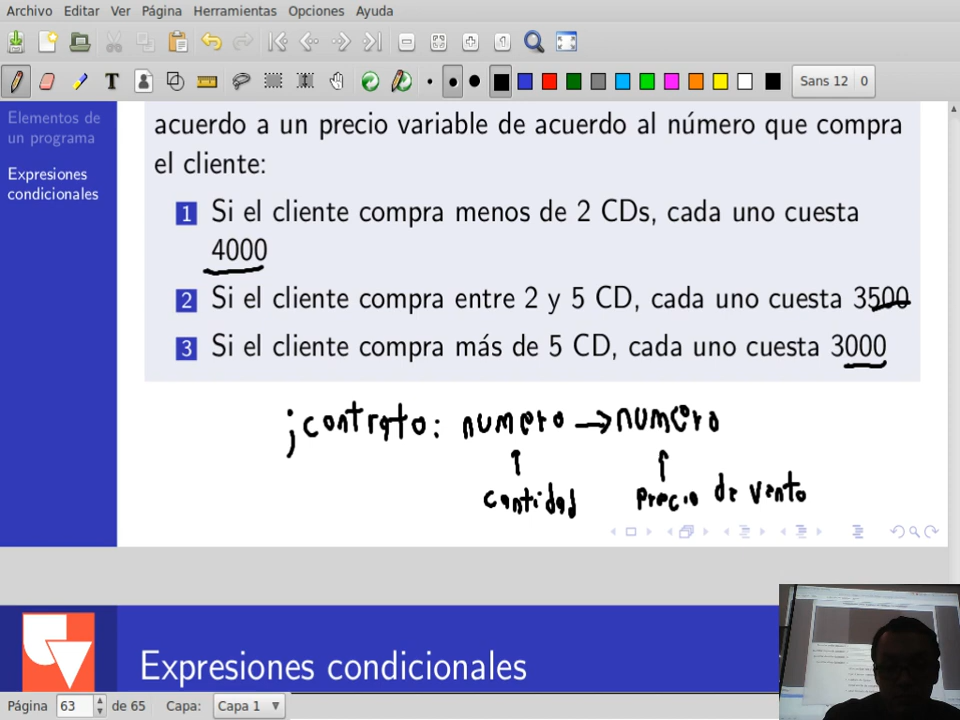 Archivo Editar Ver Página Herramientas Opciones Ayuda
T Sans 12 0
Elementos de
un programa
Expresiones
condicionales
acuerdo a un precio variable de acuerdo al número que compra
el cliente:
1 Si el cliente compra menos de 2 CDs, cada uno cuesta
4000
2 Si el cliente compra entre 2 y 5 CD, cada uno cuesta 3500
3 Si el cliente compra más de 5 CD, cada uno cuesta 3000
;contrato: numero → numero
cantidad precio de venta
Expresiones condicionales
Página 63 de 65 Capa: Capa 1